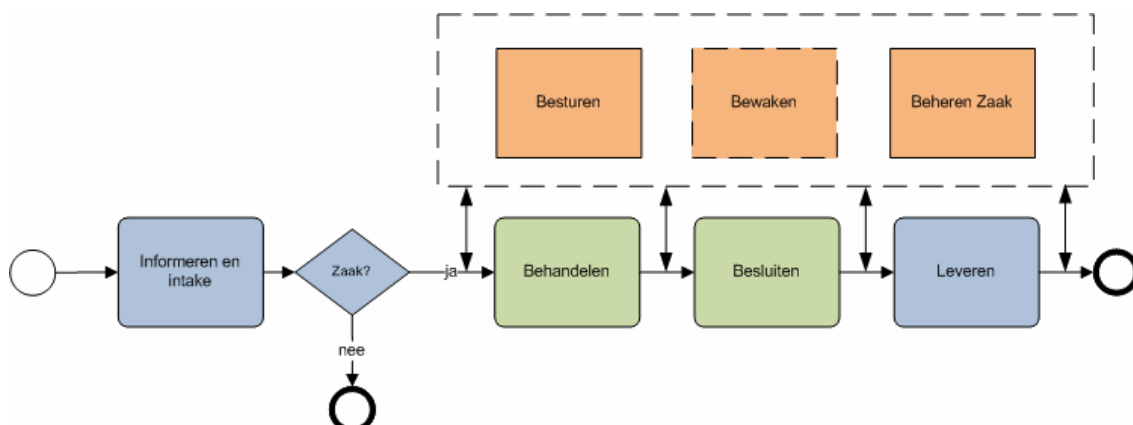 Besturen
Bewaken
Beheren Zaak
Informeren en
intake
Zaak?
ja
Behandelen
Besluiten
Leveren
nee